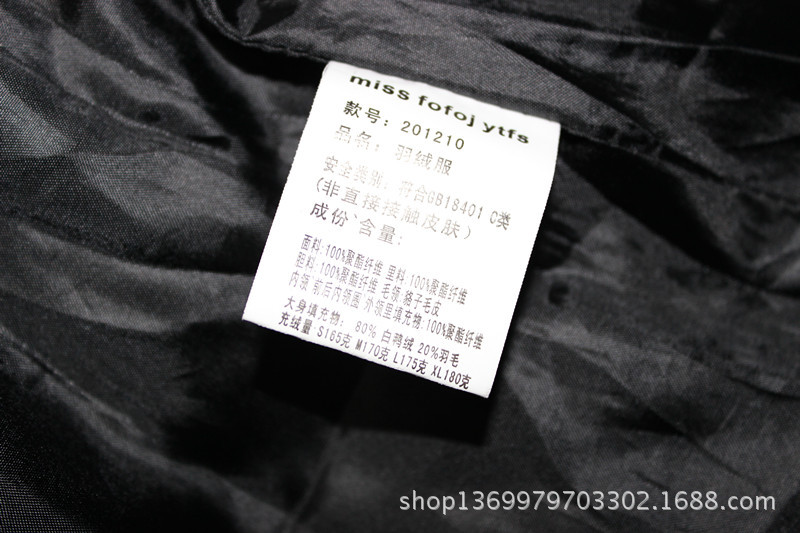 miss fofoj ytfs
款号：201210
品名：羽绒服
安全类别：符合GB18401 C类
(非直接接触皮肤)
成份`含量：
面料:100%聚酯纤维 里料 100%聚酯纤维
胆料:100%聚酯纤维 毛领:獭子毛皮
内领 前后内领圈 外领里填充物:100%聚酯纤维
大身填充物: 80% 白鸭绒 20%羽毛
充绒量:S165克 M170克 L175克 XL180克
shop1369979703302.1688.com